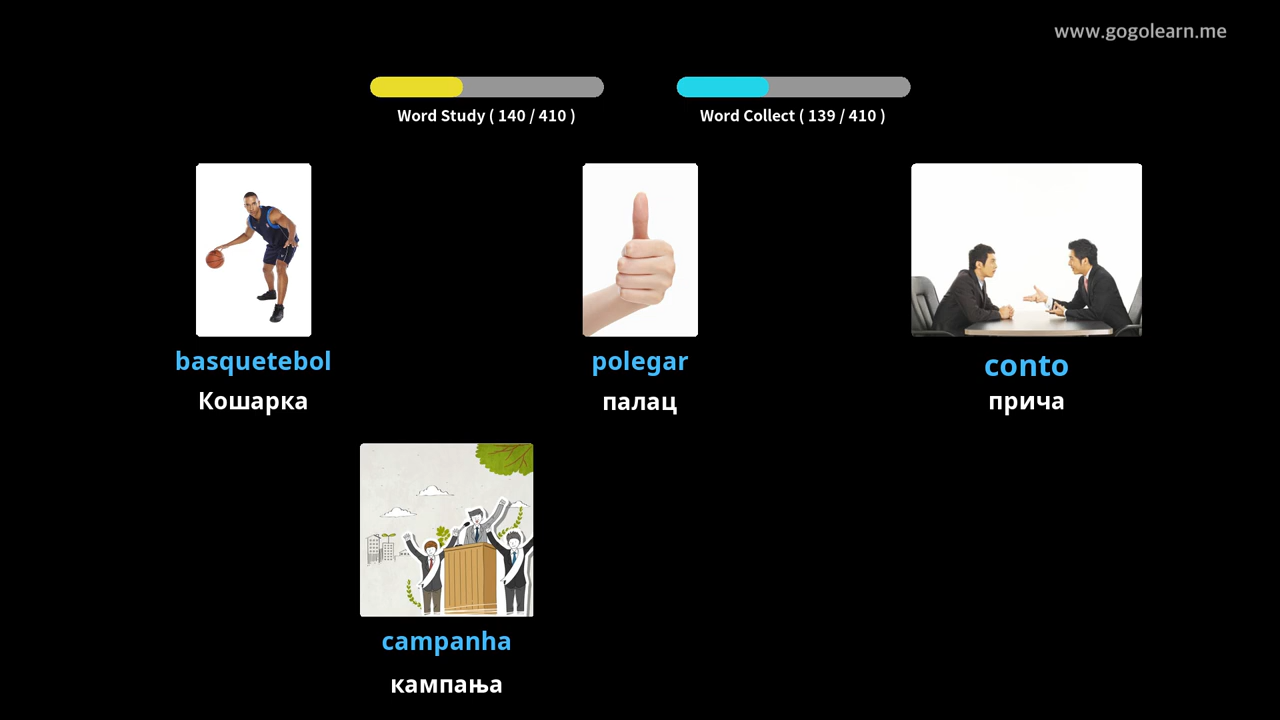 www.gogolearn.me
Word Study ( 140 / 410 )
Word Collect ( 139 / 410 )
basquetebol
polegar
conto
Кошарка
палац
прича
campanha
кампања